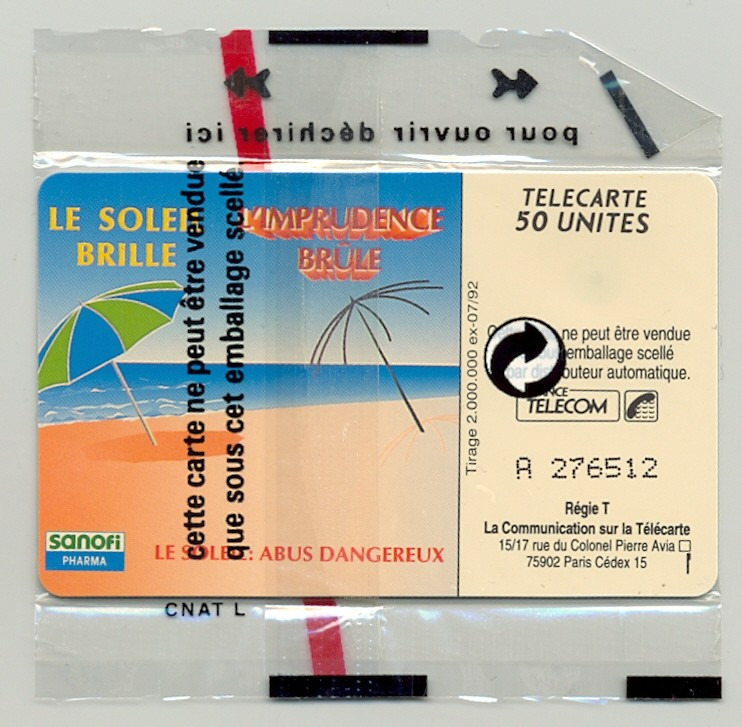 pour ouvrir déchirer ici
cette carte ne peut être vendue
que sous cet emballage scellé
LE SOLEIL
BRILLE
L'IMPRUDENCE
BRÛLE
sanofi
PHARMA
LE SOLEIL: ABUS DANGEREUX
CNAT L
Tirage 2.000.000 ex-07/92
TELECARTE
50 UNITES
ne peut être vendue
emballage scellé
par distributeur automatique.
FRANCE
TELECOM
A 276512
Régie T
La Communication sur la Télécarte
15/17 rue du Colonel Pierre Avia
75902 Paris Cédex 15